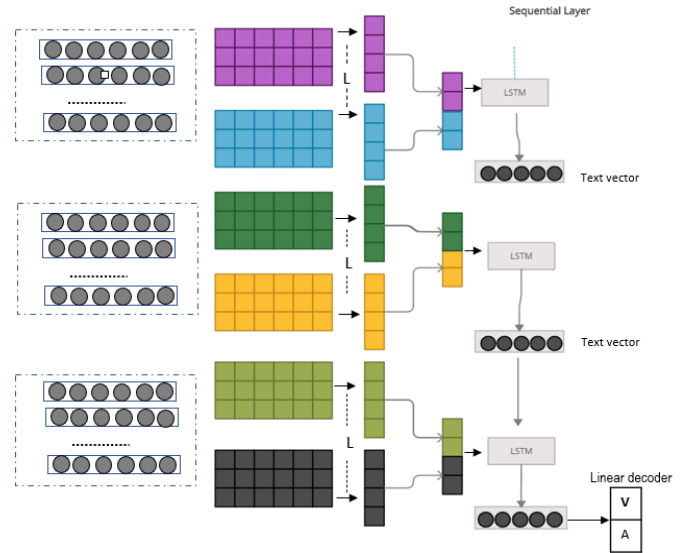 Sequential Layer
L
LSTM
Text vector
L
LSTM
Text vector
L
LSTM
Linear decoder
V
A